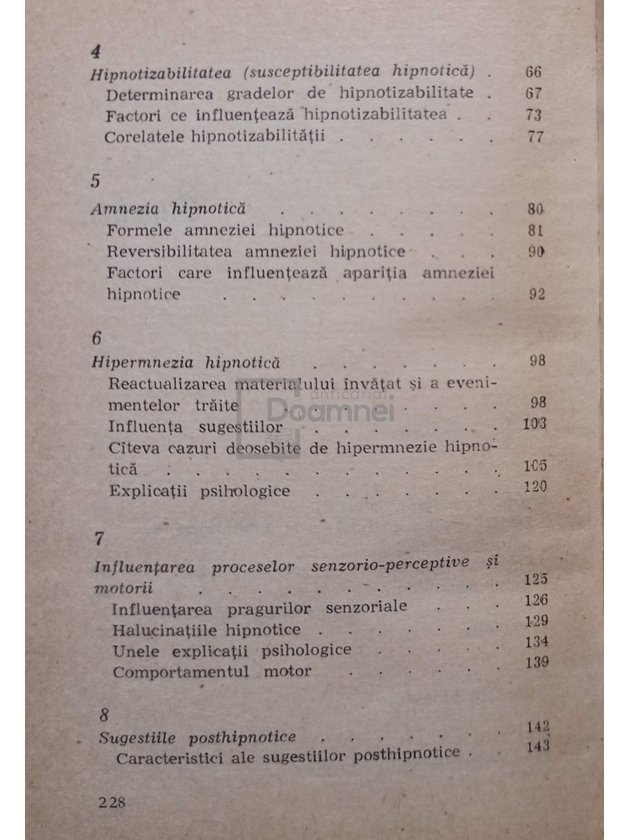 4
Hipnotizabilitatea (susceptibilitatea hipnotică) . 66
Determinarea gradelor de hipnotizabilitate . 67
Factori ce influențează hipnotizabilitatea . . 73
Corelatele hipnotizabilității . . . . . . 77
5
Amnezia hipnotică . . . . . . . . 80
Formele amneziei hipnotice . . . . . 81
Reversibilitatea amneziei hipnotice . . . 90
Factori care influențează apariția amneziei
hipnotice . . . . . . . . . . 92
6
Hipermnezia hipnotică . . . . . . . 98
Reactualizarea materialului învățat și a eveni-
mentelor trăite . . . . . . . . 98
anticariat
Doamnei
Influența sugestiilor . . . . . . . 103
Cîteva cazuri deosebite de hipermnezie hipno-
tică . . . . . . . . . . . . 105
Explicații psihologice . . . . . . . 120
7
Influențarea proceselor senzorio-perceptive și
motorii . . . . . . . . . . . 125
Influențarea pragurilor senzoriale . . . 126
Halucinațiile hipnotice . . . . . . . 129
Unele explicații psihologice . . . . . 134
Comportamentul motor . . . . . . 139
8
Sugestiile posthipnotice . . . . . . . 142
Caracteristici ale sugestiilor posthipnotice . . 143
228